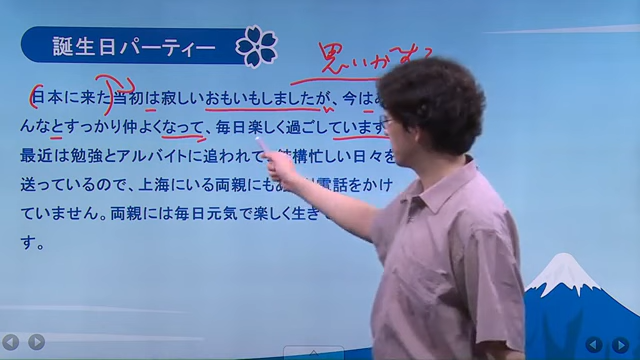 誕生日パーティー
思いがする
日本に来た当初は寂しいおもいもしましたが、今はみ
んなとすっかり仲よくなって、毎日楽しく過ごしています
最近は勉強とアルバイトに追われて 結構忙しい日々を
送っているので、上海にいる両親にもあ 電話をかけ
ていません。両親には毎日元気で楽しく生き
す。